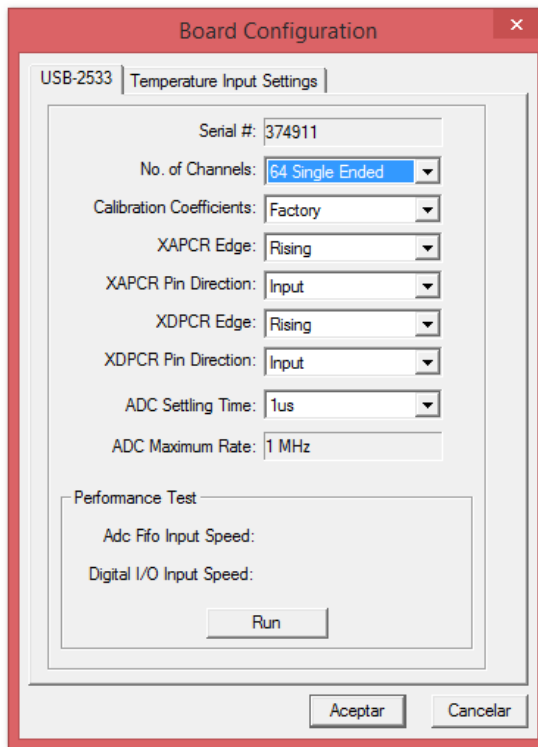 Board Configuration
USB-2533 Temperature Input Settings
Serial #: 374911
No. of Channels: 64 Single Ended
Calibration Coefficients: Factory
XAPCR Edge: Rising
XAPCR Pin Direction: Input
XDPCR Edge: Rising
XDPCR Pin Direction: Input
ADC Settling Time: 1us
ADC Maximum Rate: 1 MHz
Performance Test
Adc Fifo Input Speed:
Digital I/O Input Speed:
Run
Aceptar Cancelar